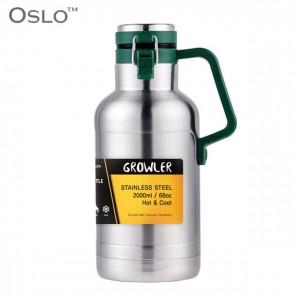 OSLO™
GROWLER
STAINLESS STEEL
2000ml / 68oz
Hot & Cool